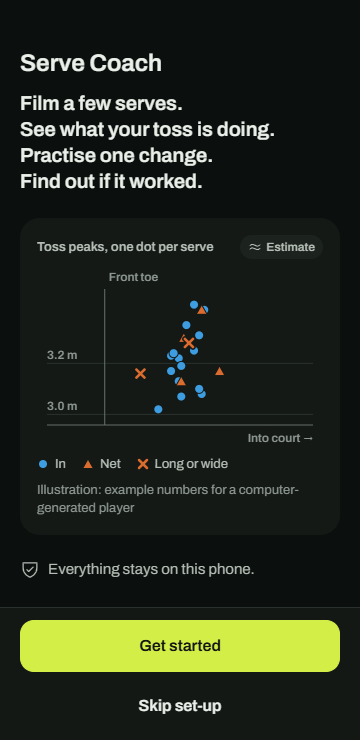 Serve Coach
Film a few serves.
See what your toss is doing.
Practise one change.
Find out if it worked.
Toss peaks, one dot per serve
Estimate
Front toe
3.2 m
3.0 m
Into court →
In
Net
Long or wide
Illustration: example numbers for a computer-
generated player
Everything stays on this phone.
Get started
Skip set-up